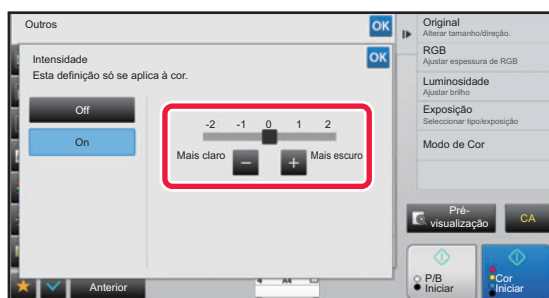 Outros
OK
Intensidade
OK
Esta definição só se aplica à cor.
Off
On
-2 -1 0 1 2
Mais claro
Mais escuro
Anterior
A4
Original
Alterar tamanho/direção.
RGB
Ajustar espessura de RGB
Luminosidade
Ajustar brilho
Exposição
Seleccionar tipo/exposição
Modo de Cor
Pré-
visualização
CA
P/B
Iniciar
Cor
Iniciar